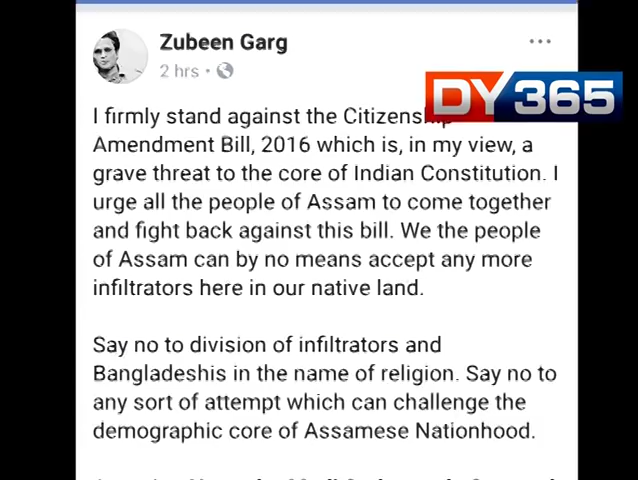 Zubeen Garg
2 hrs
DY365
I firmly stand against the Citizenship
Amendment Bill, 2016 which is, in my view, a
grave threat to the core of Indian Constitution. I
urge all the people of Assam to come together
and fight back against this bill. We the people
of Assam can by no means accept any more
infiltrators here in our native land.
Say no to division of infiltrators and
Bangladeshis in the name of religion. Say no to
any sort of attempt which can challenge the
demographic core of Assamese Nationhood.